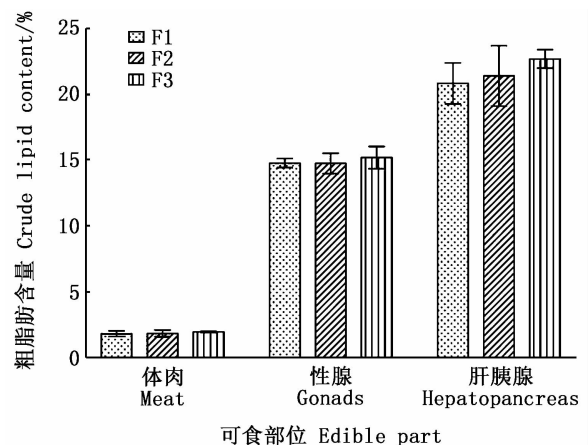 粗脂肪含量 Crude lipid content/%
25
20
15
10
5
0
F1
F2
F3
体肉
Meat
性腺
Gonads
肝胰腺
Hepatopancreas
可食部位 Edible part